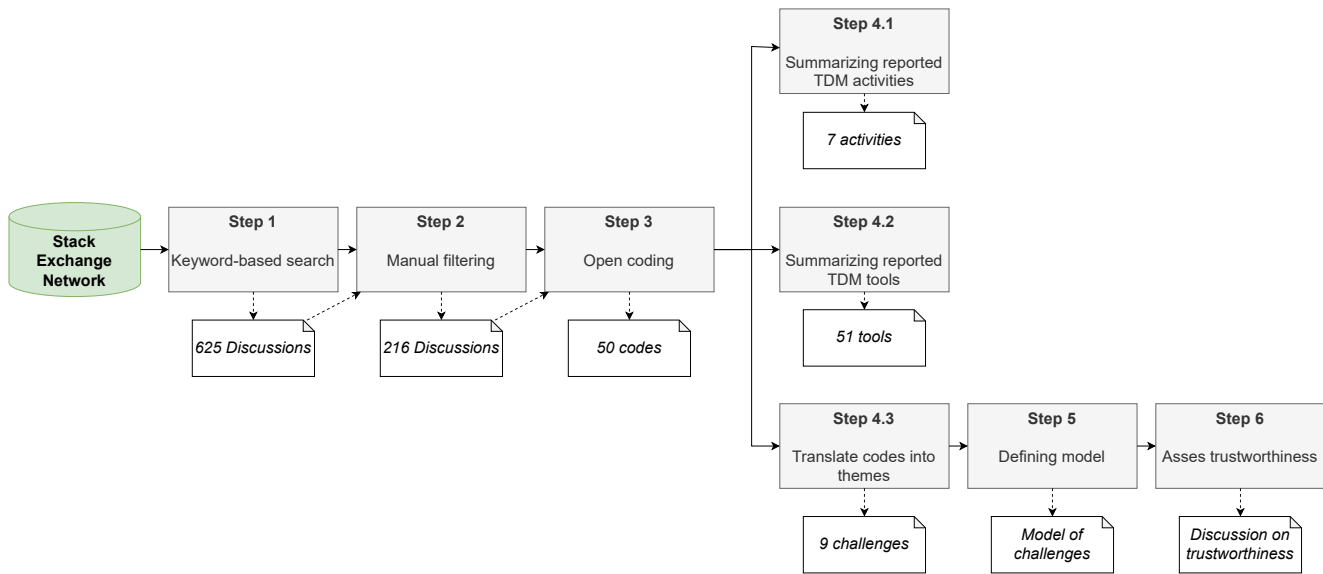 Stack
Exchange
Network
Step 1
Keyword-based search
625 Discussions
Step 2
Manual filtering
216 Discussions
Step 3
Open coding
50 codes
Step 4.1
Summarizing reported
TDM activities
7 activities
Step 4.2
Summarizing reported
TDM tools
51 tools
Step 4.3
Translate codes into
themes
9 challenges
Step 5
Defining model
Model of
challenges
Step 6
Asses trustworthiness
Discussion on
trustworthiness